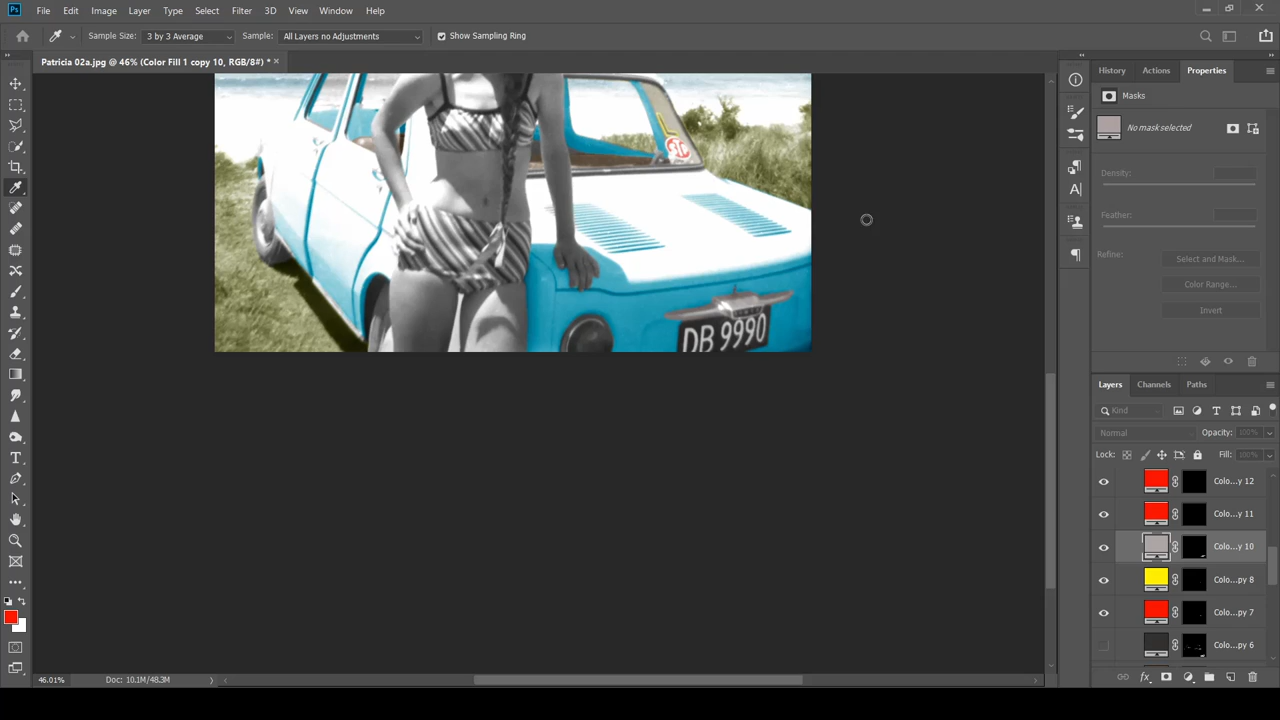 Ps File Edit Image Layer Type Select Filter 3D View Window Help
Sample Size: 3 by 3 Average Sample: All Layers no Adjustments Show Sampling Ring
Patricia 02a.jpg @ 46% (Color Fill 1 copy 10, RGB/8#) * ×
History Actions Properties
Masks
No mask selected
Density:
Feather:
Refine: Select and Mask...
Color Range...
Invert
DB 9990
Layers Channels Paths
Kind
Normal Opacity: 100%
Lock: Fill: 100%
Colo...y 12
Colo...y 11
Colo...y 10
Colo...py 8
Colo...py 7
Colo...py 6
46.01% Doc: 10.1M/48.3M